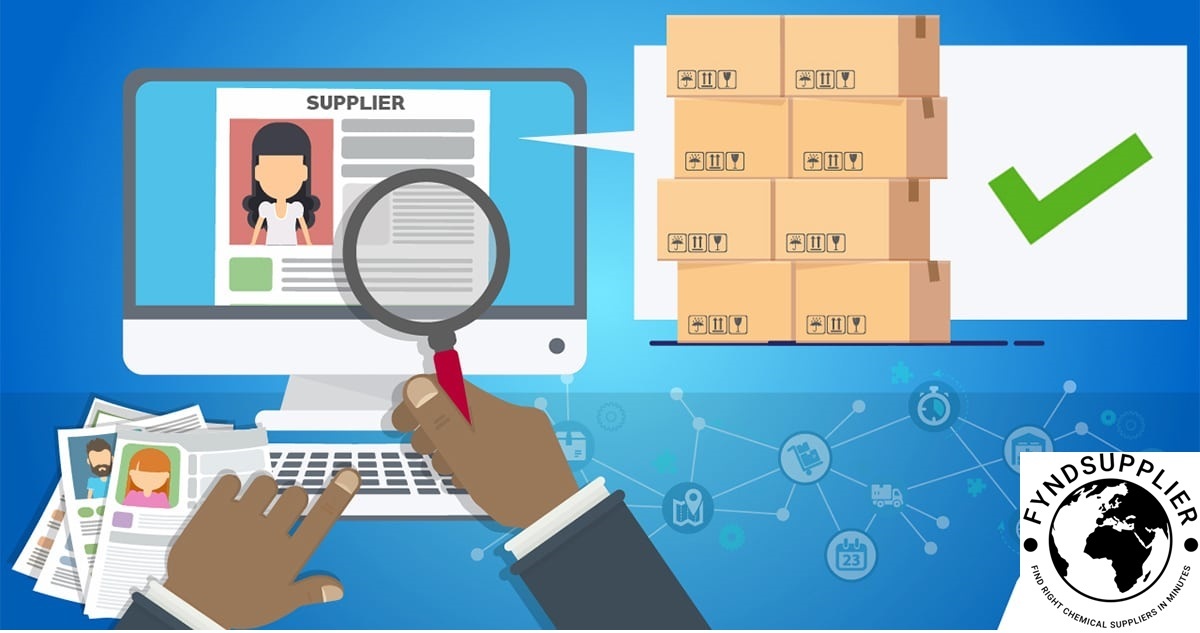 SUPPLIER
23
FYNDSUPPLIER
FIND RIGHT CHEMICAL SUPPLIERS IN MINUTES